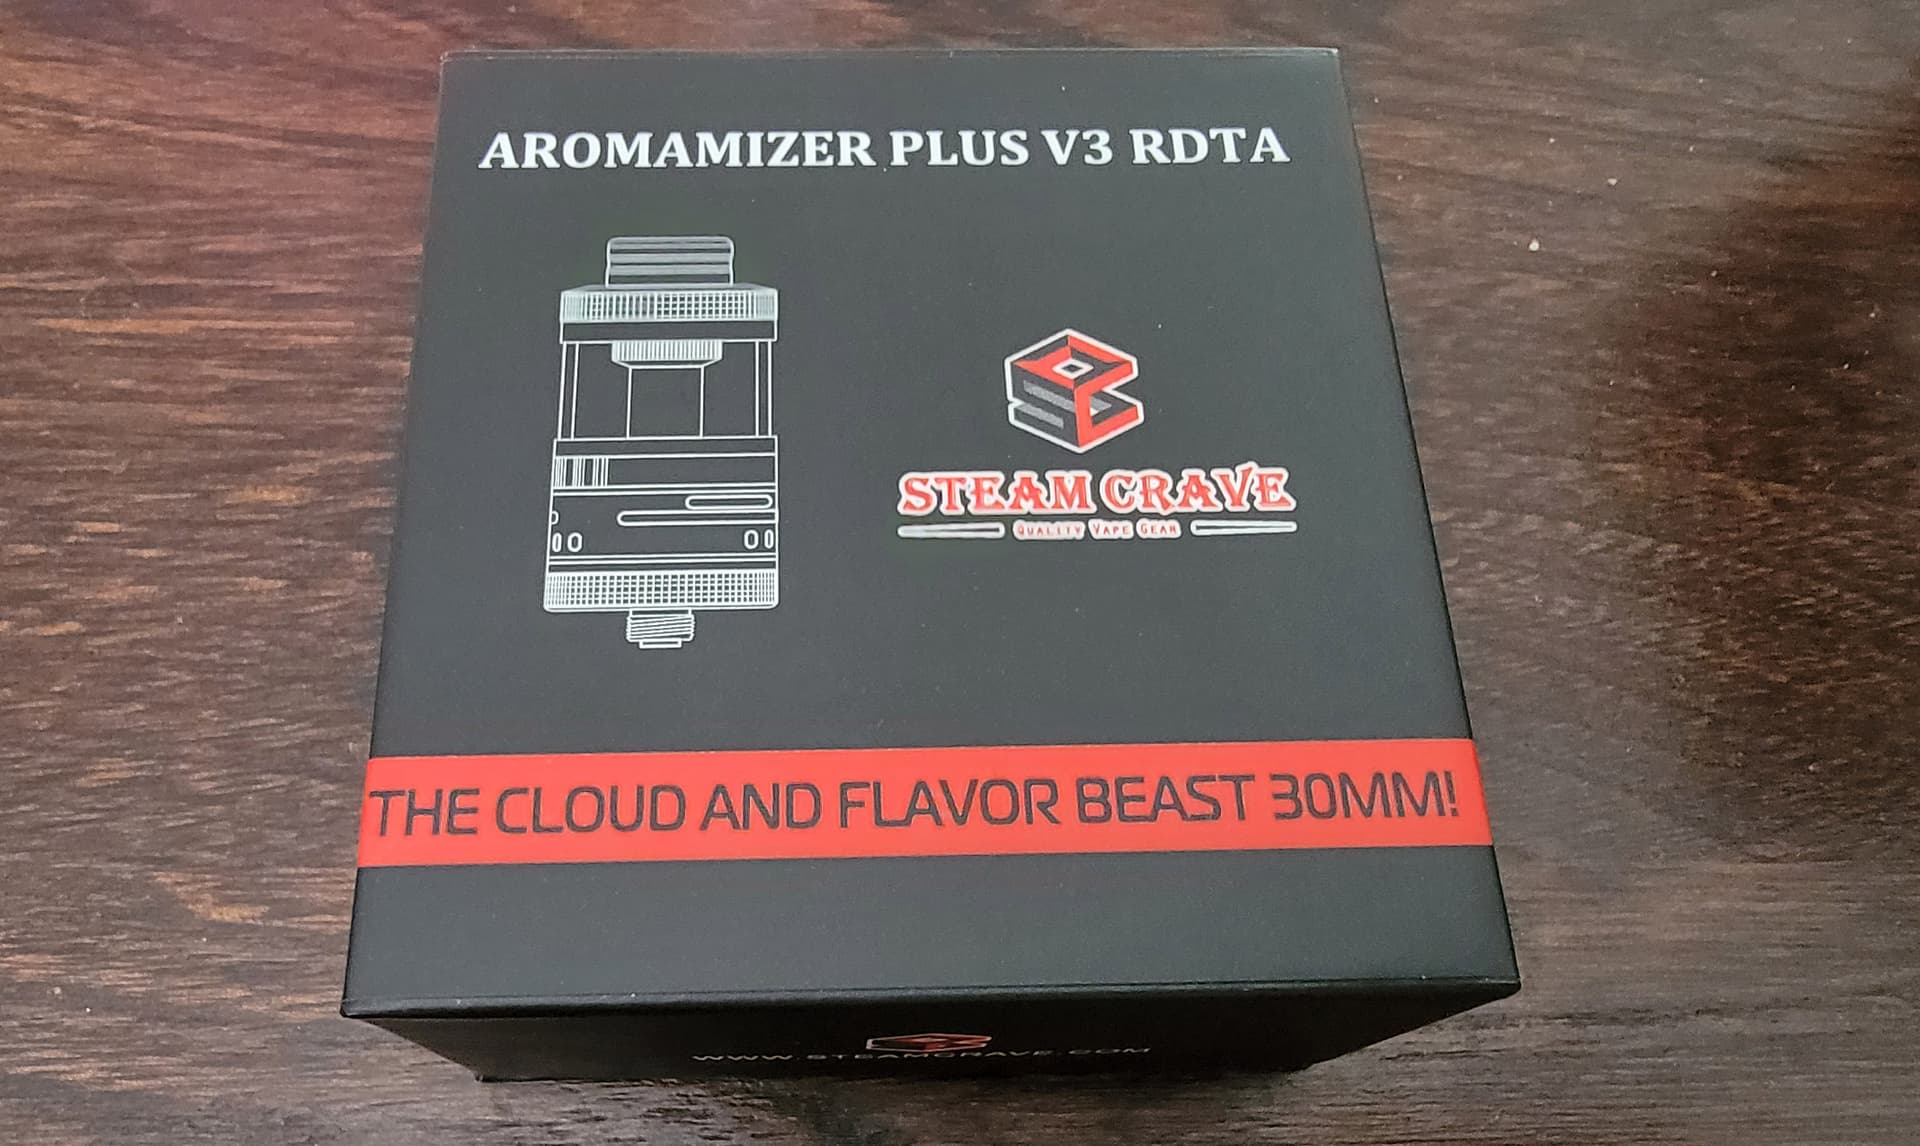 AROMAMIZER PLUS V3 RDTA
STEAM CRAVE
QUALITY VAPE GEAR
THE CLOUD AND FLAVOR BEAST 30MM!
WWW.STEAMCRAVE.COM